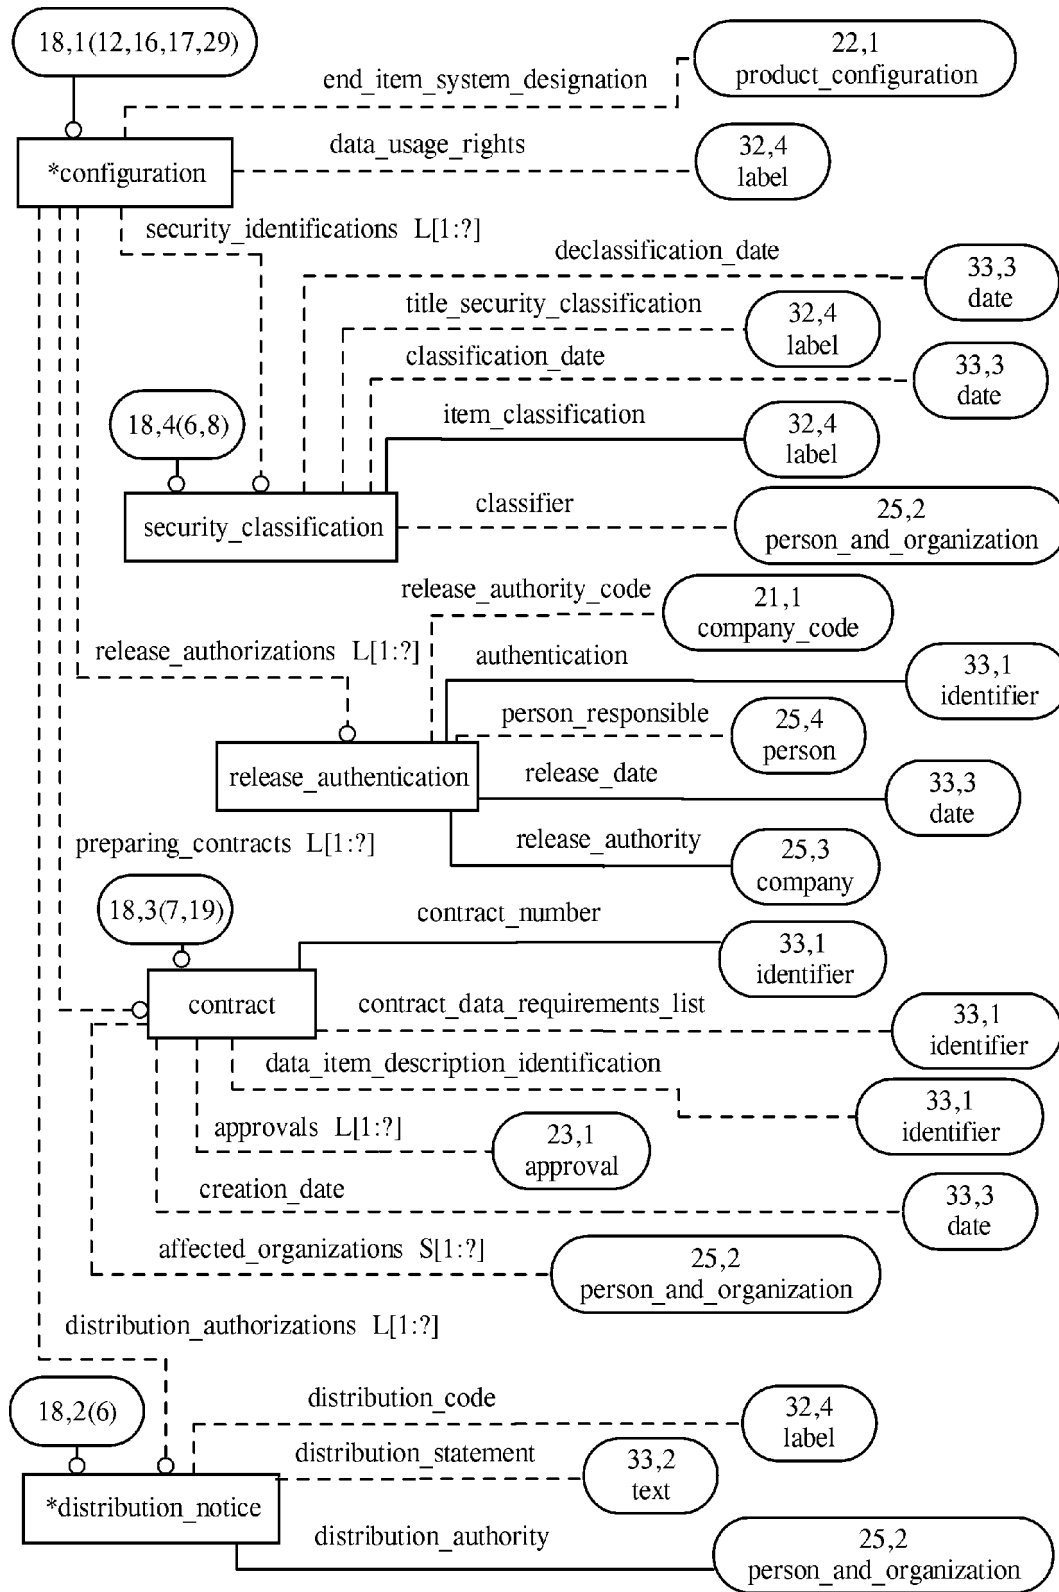 18,1(12,16,17,29)
22,1
product_configuration
end_item_system_designation
data_usage_rights
32,4
label
*configuration
security_identifications L[1:?]
declassification_date
33,3
date
title_security_classification
32,4
label
classification_date
33,3
date
18,4(6,8)
item_classification
32,4
label
classifier
security_classification
25,2
person_and_organization
release_authority_code
21,1
company_code
release_authorizations L[1:?]
authentication
33,1
identifier
person_responsible
25,4
person
release_authentication
release_date
33,3
date
preparing_contracts L[1:?]
release_authority
25,3
company
18,3(7,19)
contract_number
33,1
identifier
contract
contract_data_requirements_list
33,1
identifier
data_item_description_identification
33,1
identifier
approvals L[1:?]
23,1
approval
creation_date
33,3
date
affected_organizations S[1:?]
25,2
person_and_organization
distribution_authorizations L[1:?]
18,2(6)
distribution_code
32,4
label
distribution_statement
33,2
text
*distribution_notice
distribution_authority
25,2
person_and_organization